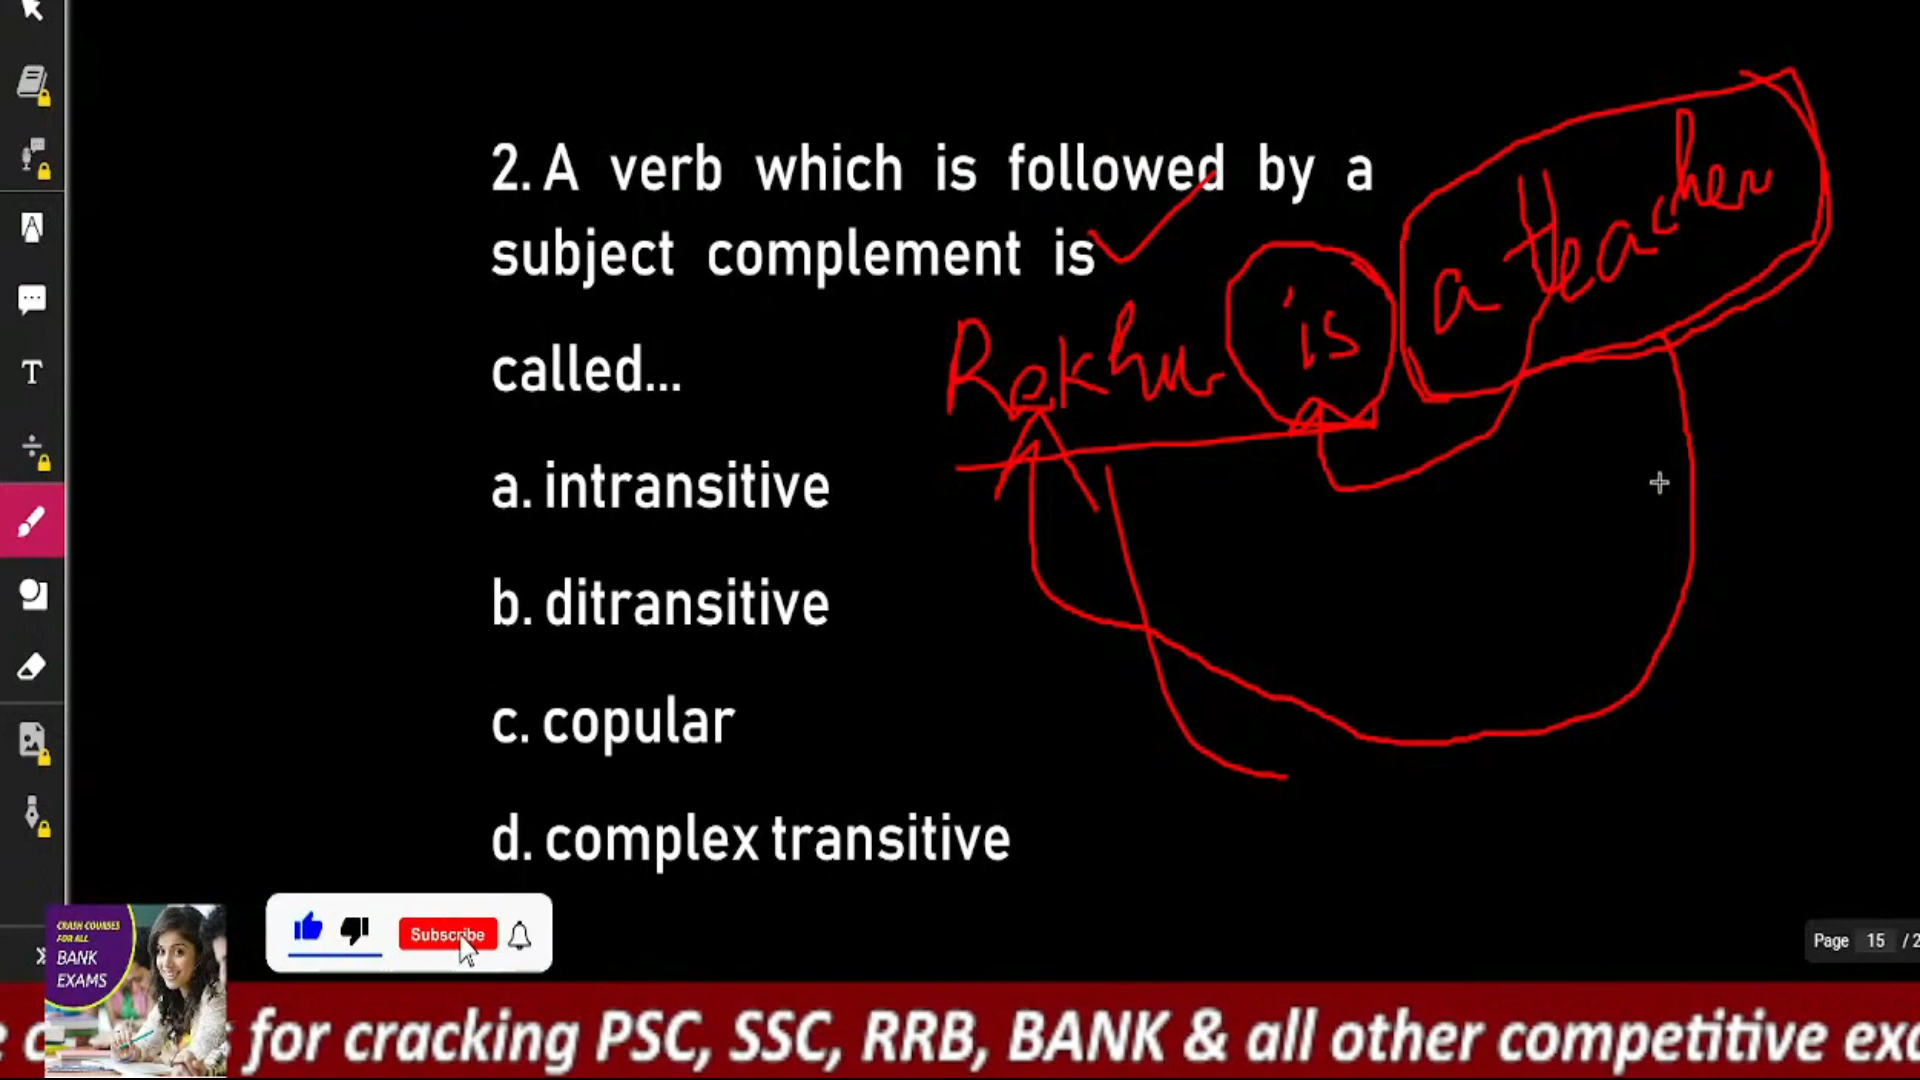 2. A verb which is followed by a
subject complement is
called...
Rekha is a teacher
a. intransitive
b. ditransitive
c. copular
d. complex transitive
CRASH COURSES
FOR ALL
BANK
EXAMS
Subscribe
Page 15 / 2
for cracking PSC, SSC, RRB, BANK & all other competitive exa